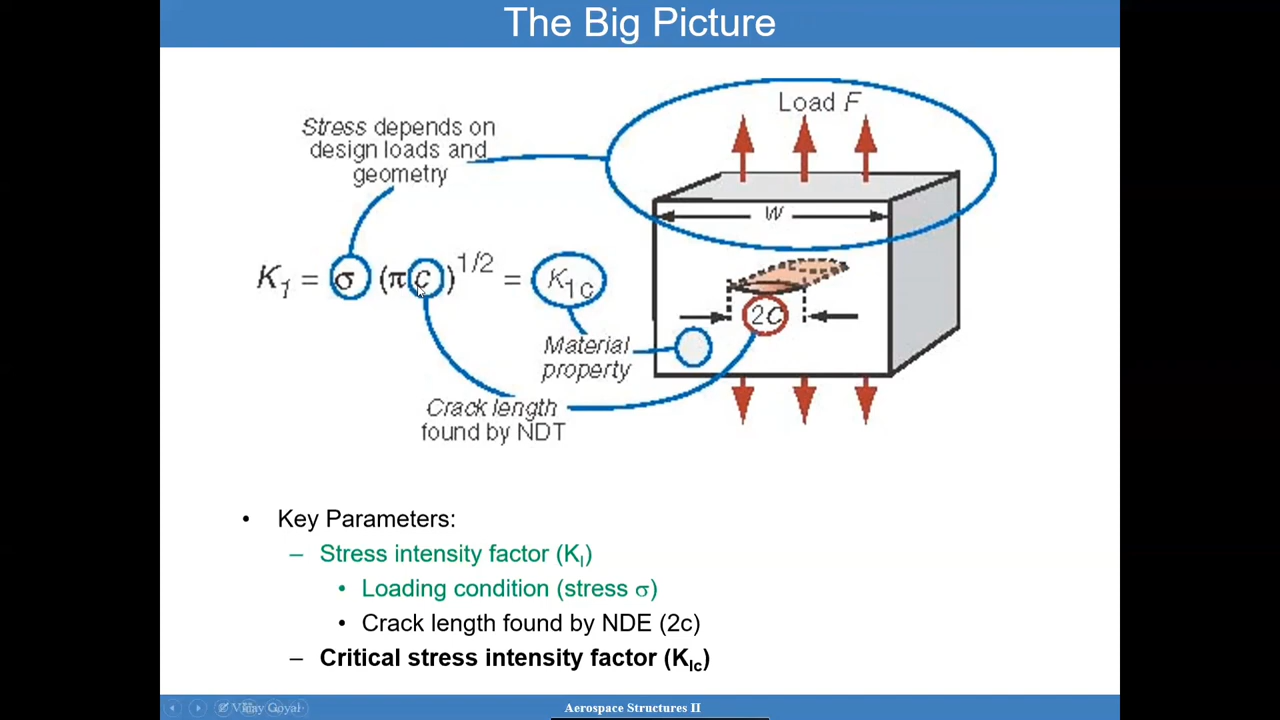 The Big Picture
Stress depends on
design loads and
geometry
Load F
W
K1 = σ (πc)1/2 = K1c
2C
Material
property
Crack length
found by NDT
• Key Parameters:
– Stress intensity factor (KI)
• Loading condition (stress σ)
• Crack length found by NDE (2c)
– Critical stress intensity factor (KIc)
Vijay Goyal
Aerospace Structures II